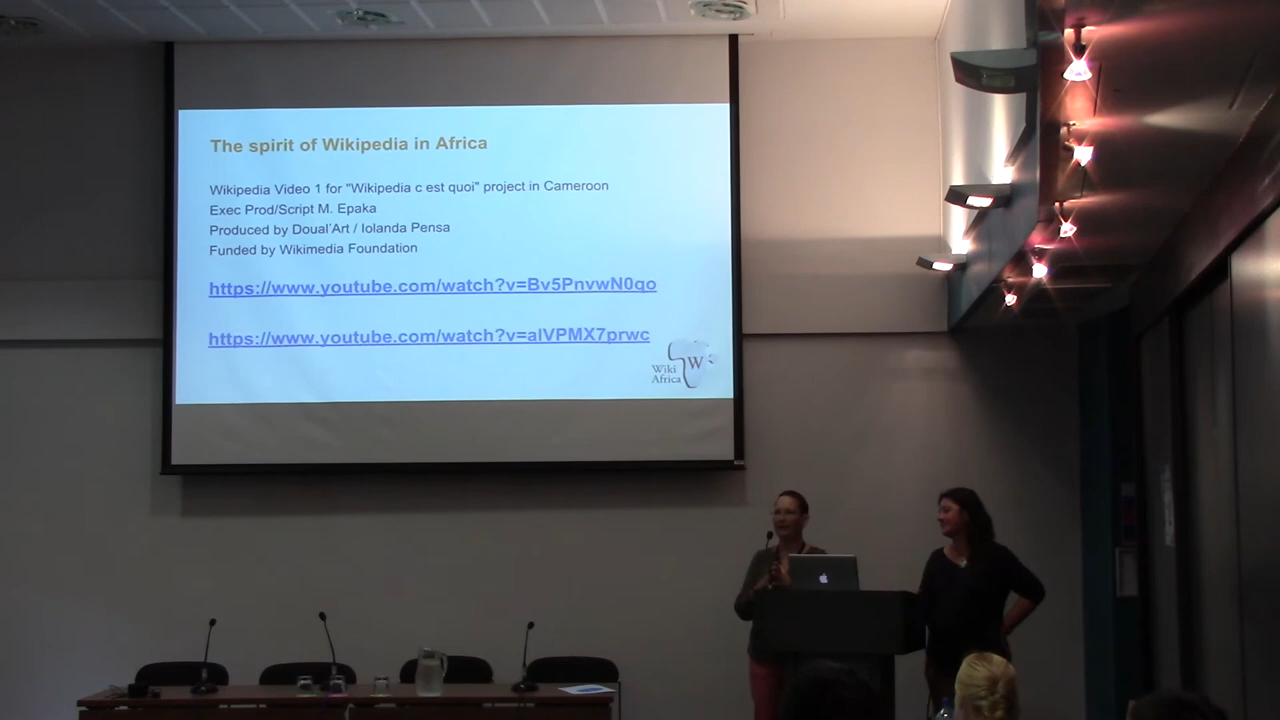 The spirit of Wikipedia in Africa
Wikipedia Video 1 for "Wikipedia c est quoi" project in Cameroon
Exec Prod/Script M. Epaka
Produced by Doual'Art / Iolanda Pensa
Funded by Wikimedia Foundation
https://www.youtube.com/watch?v=Bv5PnvwN0qo
https://www.youtube.com/watch?v=alVPMX7prwc
W
Wiki
Africa